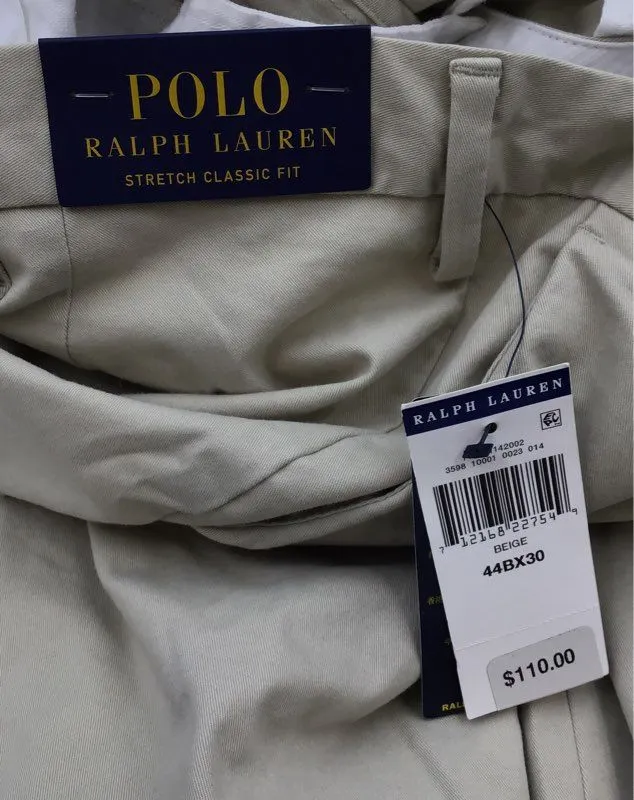 POLO
RALPH LAUREN
STRETCH CLASSIC FIT
RALPH LAUREN
142002
3598 10001 0023 014
7 12168 22754 9
BEIGE
44BX30
$110.00
RAL